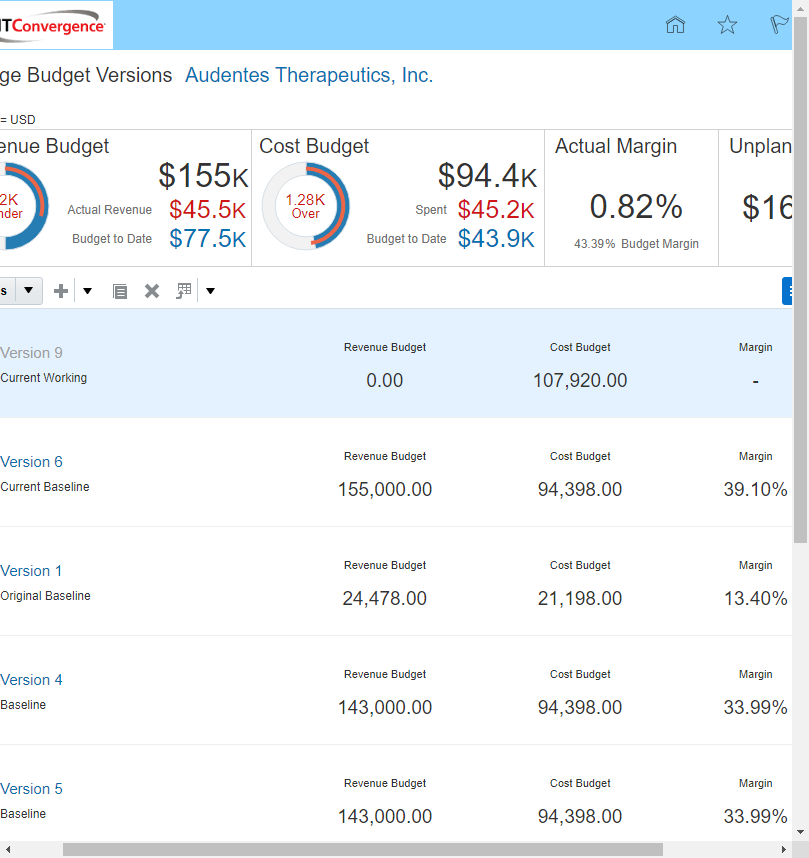 ITConvergence
ge Budget Versions Audentes Therapeutics, Inc.
= USD
enue Budget
$155K
2K
nder
Actual Revenue $45.5K
Budget to Date $77.5K
Cost Budget
$94.4K
1.28K
Over
Spent $45.2K
Budget to Date $43.9K
Actual Margin
0.82%
43.39% Budget Margin
Unplan
$16
s
Version 9
Current Working
Revenue Budget Cost Budget Margin
0.00 107,920.00 -
Version 6
Current Baseline
Revenue Budget Cost Budget Margin
155,000.00 94,398.00 39.10%
Version 1
Original Baseline
Revenue Budget Cost Budget Margin
24,478.00 21,198.00 13.40%
Version 4
Baseline
Revenue Budget Cost Budget Margin
143,000.00 94,398.00 33.99%
Version 5
Baseline
Revenue Budget Cost Budget Margin
143,000.00 94,398.00 33.99%